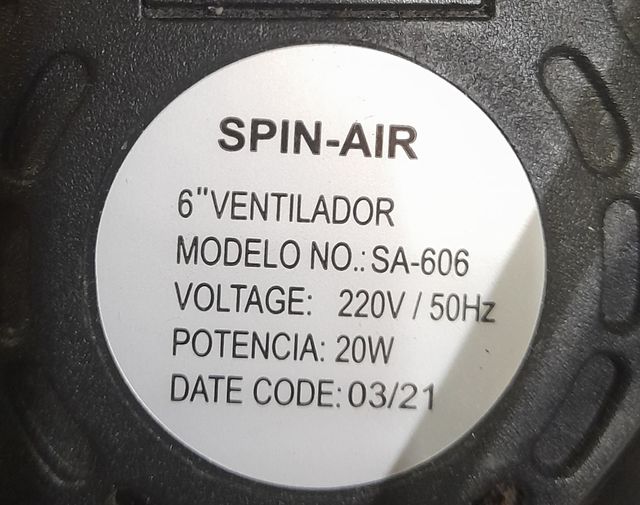 SPIN-AIR
6"VENTILADOR
MODELO NO.: SA-606
VOLTAGE: 220V / 50Hz
POTENCIA: 20W
DATE CODE: 03/21